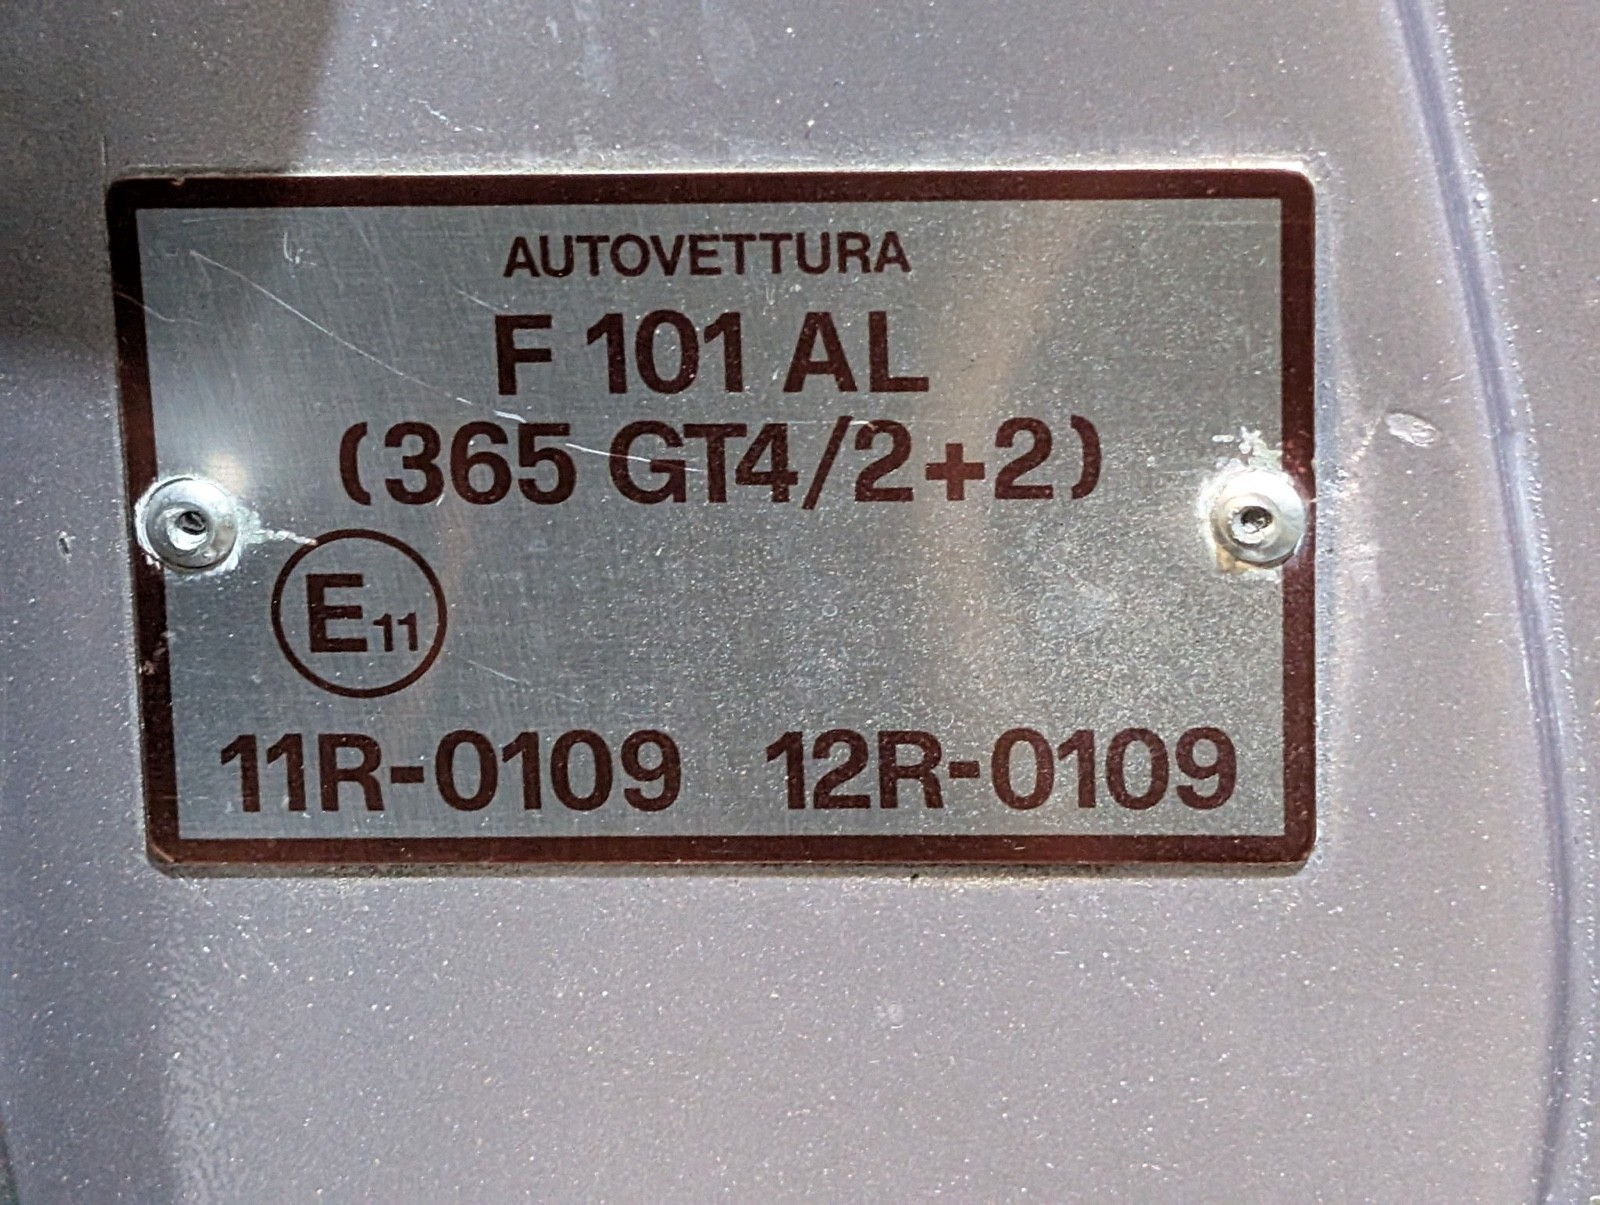 AUTOVETTURA
F 101 AL
(365 GT4/2+2)
E11
11R-0109 12R-0109